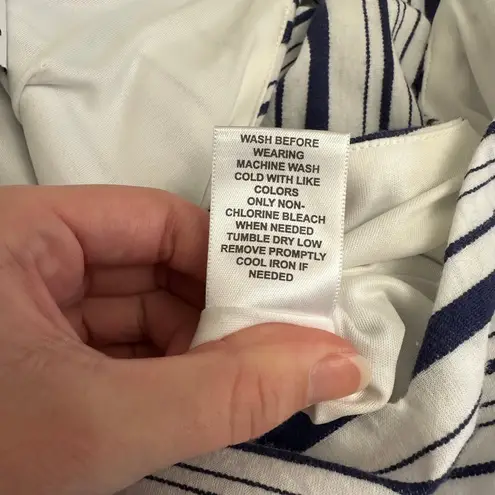 WASH BEFORE
WEARING
MACHINE WASH
COLD WITH LIKE
COLORS
ONLY NON-
CHLORINE BLEACH
WHEN NEEDED
TUMBLE DRY LOW
REMOVE PROMPTLY
COOL IRON IF
NEEDED